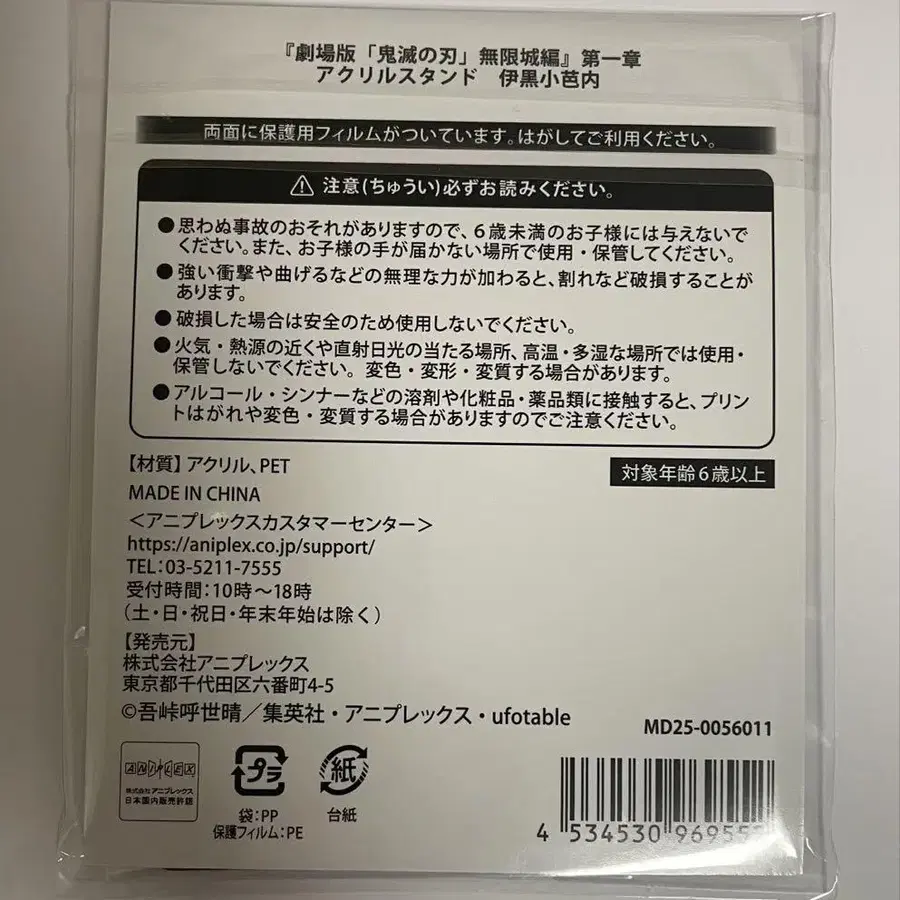 『劇場版「鬼滅の刃」無限城編』第一章
アクリルスタンド 伊黒小芭内
両面に保護用フィルムがついています。はがしてご利用ください。
⚠ 注意(ちゅうい)必ずお読みください。
●思わぬ事故のおそれがありますので、6歳未満のお子様には与えないで
ください。また、お子様の手が届かない場所で使用・保管してください。
●強い衝撃や曲げるなどの無理な力が加わると、割れなど破損することが
あります。
●破損した場合は安全のため使用しないでください。
●火気・熱源の近くや直射日光の当たる場所、高温・多湿な場所では使用・
保管しないでください。変色・変形・変質する場合があります。
●アルコール・シンナーなどの溶剤や化粧品・薬品類に接触すると、プリン
トはがれや変色・変質する場合がありますのでご注意ください。
【材質】アクリル、PET
対象年齢6歳以上
MADE IN CHINA
＜アニプレックスカスタマーセンター＞
https://aniplex.co.jp/support/
TEL:03-5211-7555
受付時間:10時〜18時
(土・日・祝日・年末年始は除く)
【発売元】
株式会社アニプレックス
東京都千代田区六番町4-5
©吾峠呼世晴／集英社・アニプレックス・ufotable
MD25-0056011
ANIPLEX
株式会社アニプレックス
日本国内販売許諾
プラ
袋:PP
保護フィルム:PE
紙
台紙
4 534530